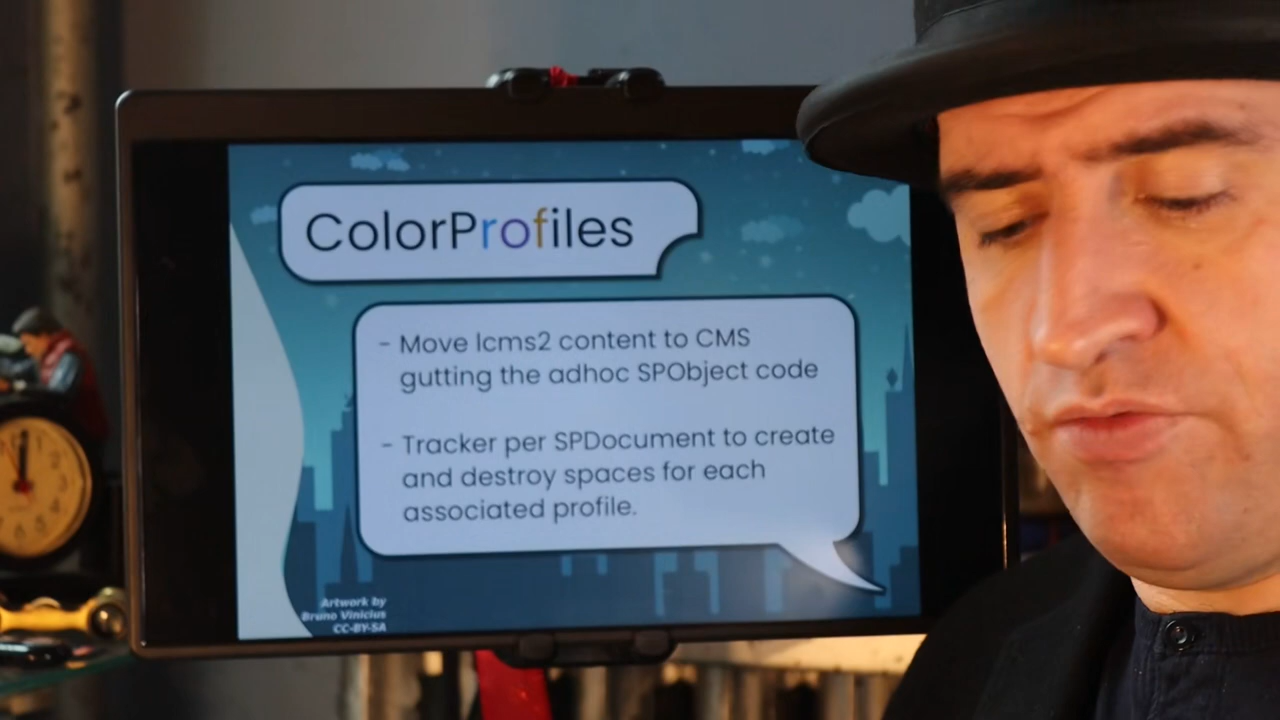 ColorProfiles
- Move lcms2 content to CMS
gutting the adhoc SPObject code
- Tracker per SPDocument to create
and destroy spaces for each
associated profile.
Artwork by
Bruno Vinicius
CC-BY-SA